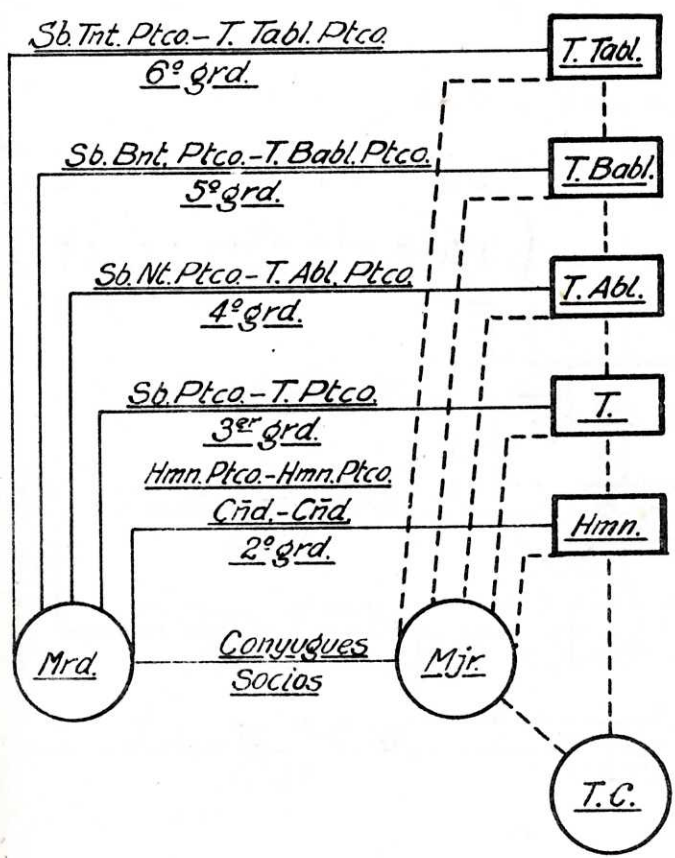 Sb. Tnt. Ptco. - T. Tabl. Ptco.
6º grd.
T. Tabl.
Sb. Bnt. Ptco. - T. Babl. Ptco.
5º grd.
T. Babl.
Sb. Nt. Ptco. - T. Abl. Ptco.
4º grd.
T. Abl.
Sb. Ptco. - T. Ptco.
3er grd.
T.
Hmn. Ptco. - Hmn. Ptco.
Cñd. - Cñd.
2º grd.
Hmn.
Mrd.
Conyugues
Socios
Mjr.
T. C.